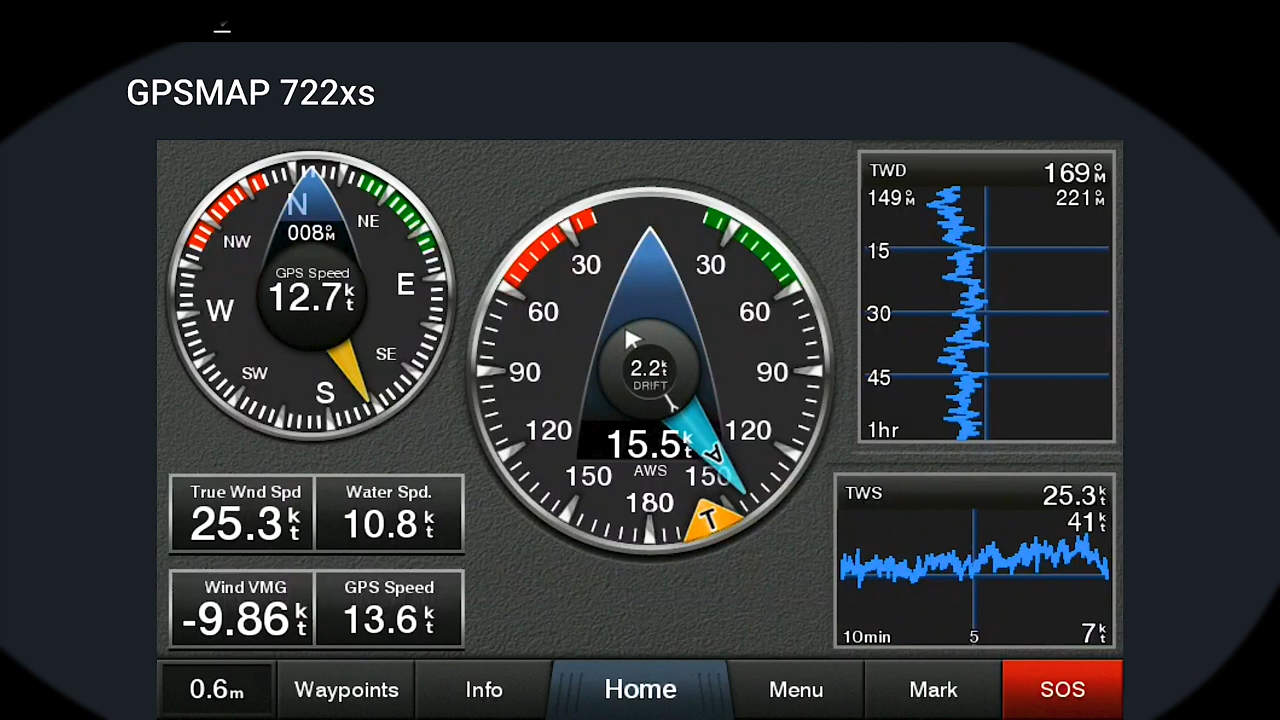 GPSMAP 722xs
N
008°M
NW
NE
GPS Speed
12.7kt
W
E
SW
SE
S
30
30
60
60
2.2kt
DRIFT
90
90
120
120
15.5kt
A
AWS
150
150
180
T
TWD
169°M
149°M
221°M
15
30
45
1hr
True Wnd Spd
25.3kt
Water Spd.
10.8kt
Wind VMG
-9.86kt
GPS Speed
13.6kt
TWS
25.3kt
41kt
10min
5
7kt
0.6m
Waypoints
Info
Home
Menu
Mark
SOS